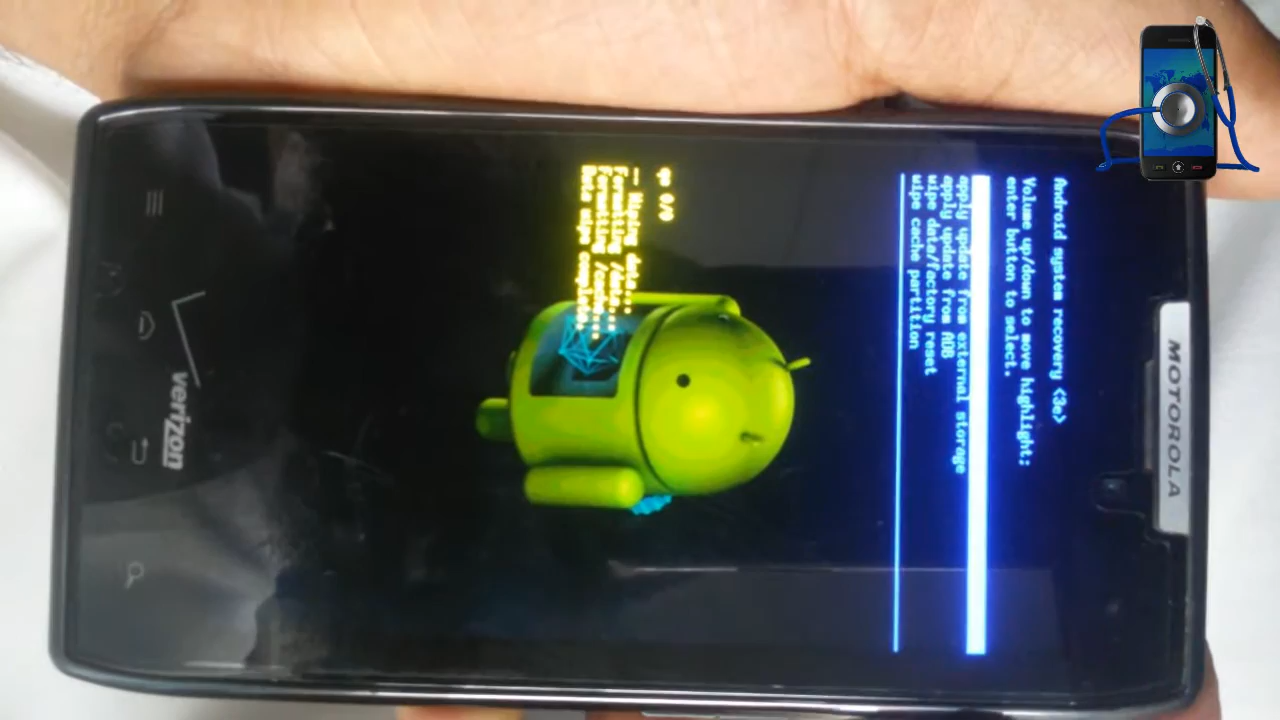 MOTOROLA
Android system recovery <3e>
Volume up/down to move highlight;
enter button to select.
apply update from external storage
apply update from ADB
wipe data/factory reset
wipe cache partition
-- Wiping data...
Formatting /data...
Formatting /cache...
Data wipe complete.
verizon